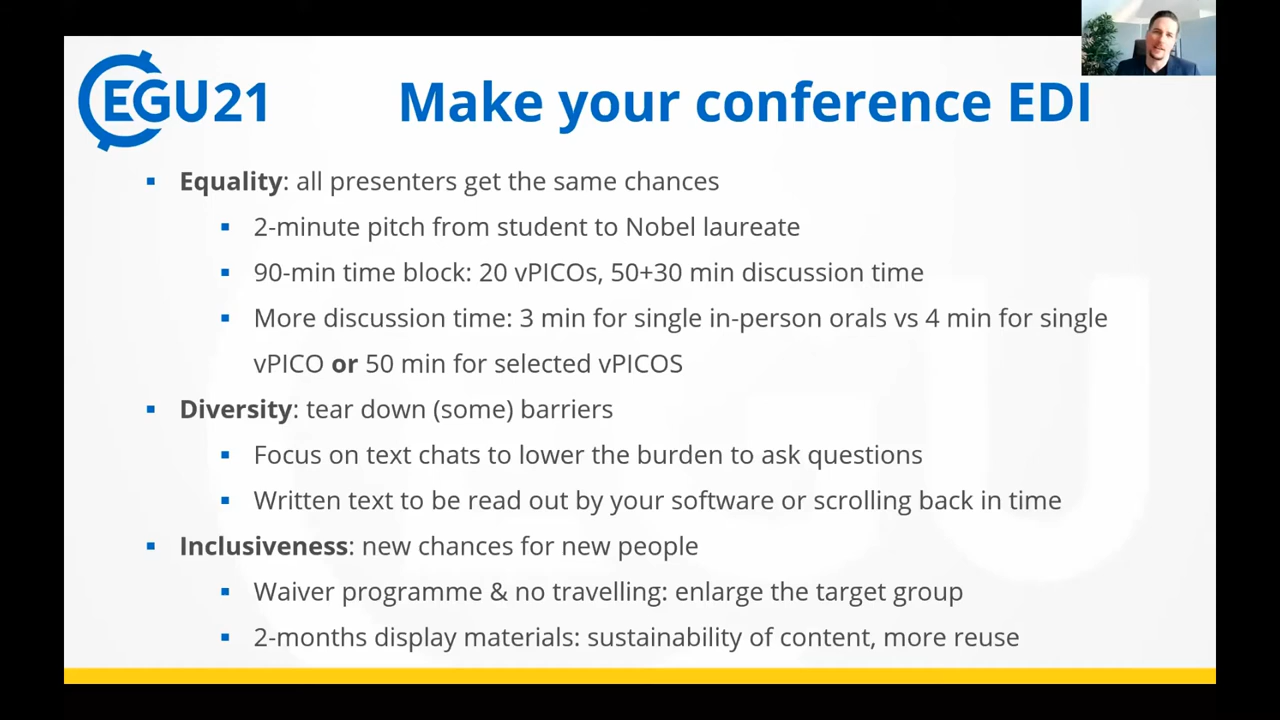 EGU21
Make your conference EDI
▪ Equality: all presenters get the same chances
▪ 2-minute pitch from student to Nobel laureate
▪ 90-min time block: 20 vPICOs, 50+30 min discussion time
▪ More discussion time: 3 min for single in-person orals vs 4 min for single
vPICO or 50 min for selected vPICOS
▪ Diversity: tear down (some) barriers
▪ Focus on text chats to lower the burden to ask questions
▪ Written text to be read out by your software or scrolling back in time
▪ Inclusiveness: new chances for new people
▪ Waiver programme & no travelling: enlarge the target group
▪ 2-months display materials: sustainability of content, more reuse